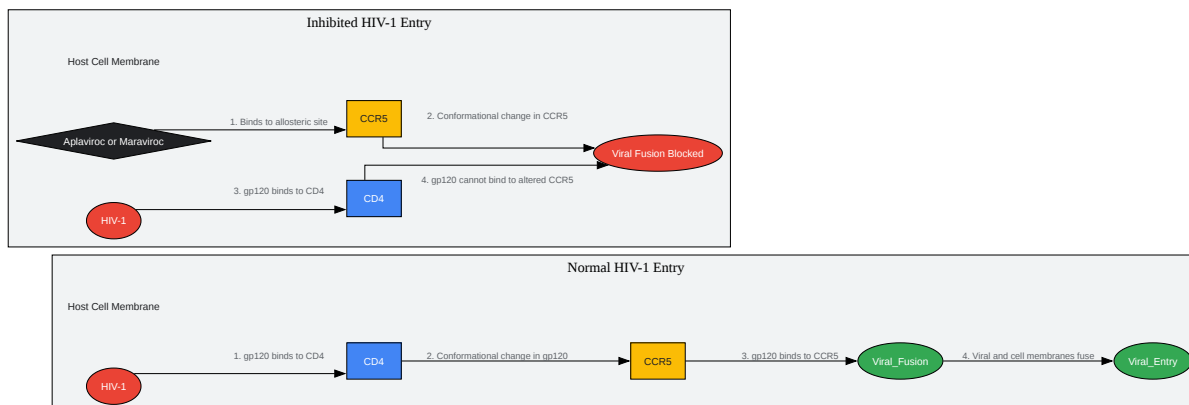 Inhibited HIV-1 Entry
Host Cell Membrane
Aplaviroc or Maraviroc
1. Binds to allosteric site
CCR5
2. Conformational change in CCR5
Viral Fusion Blocked
HIV-1
3. gp120 binds to CD4
CD4
4. gp120 cannot bind to altered CCR5
Normal HIV-1 Entry
Host Cell Membrane
HIV-1
1. gp120 binds to CD4
CD4
2. Conformational change in gp120
CCR5
3. gp120 binds to CCR5
Viral_Fusion
4. Viral and cell membranes fuse
Viral_Entry